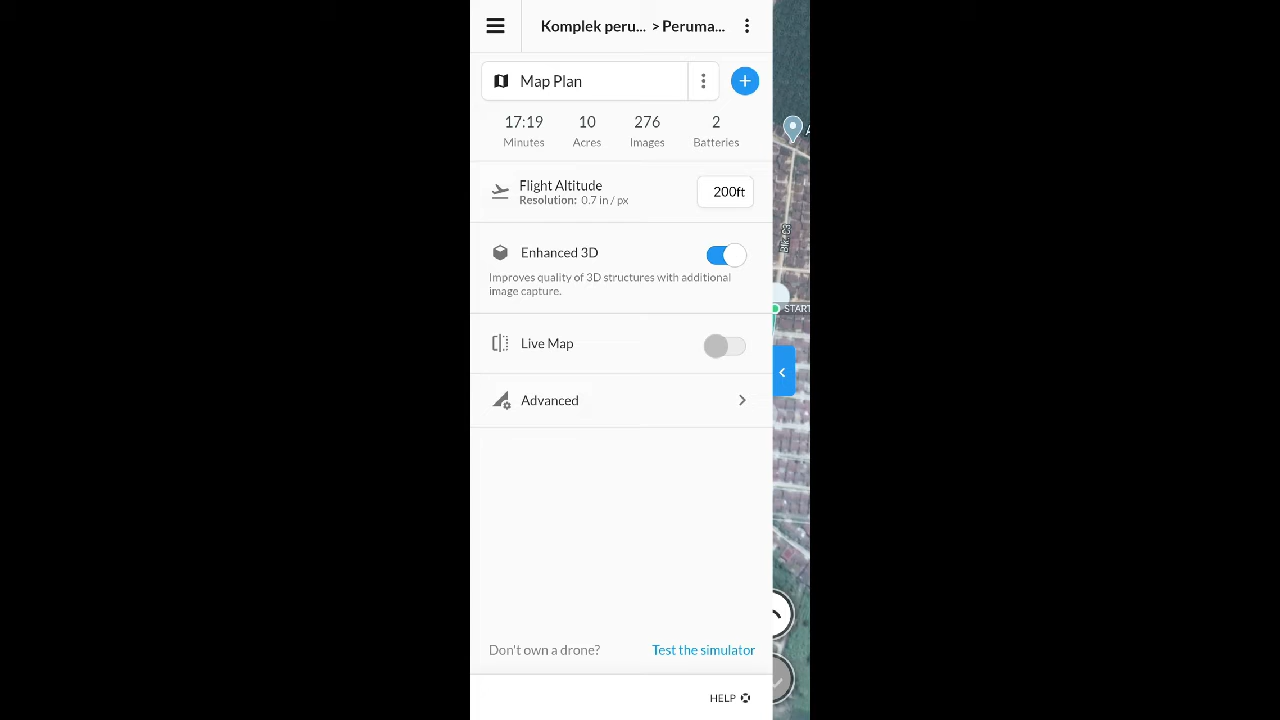 Komplek peru... > Peruma...
Map Plan
17:19 10 276 2
Minutes Acres Images Batteries
Flight Altitude
Resolution: 0.7 in / px
200ft
Enhanced 3D
Improves quality of 3D structures with additional
image capture.
Live Map
Advanced
Don't own a drone? Test the simulator
HELP
A
Blk. C3
START